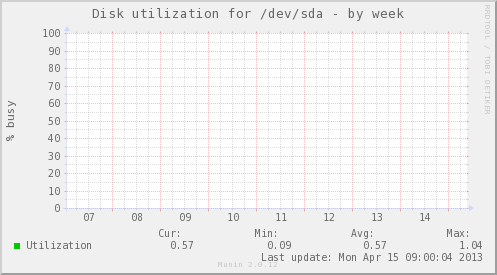 Disk utilization for /dev/sda - by week
RRDTOOL / TOBI OETIKER
% busy
100
90
80
70
60
50
40
30
20
10
0
07 08 09 10 11 12 13 14
Cur: Min: Avg: Max:
Utilization 0.57 0.09 0.57 1.04
Last update: Mon Apr 15 09:00:04 2013
Munin 2.0.12